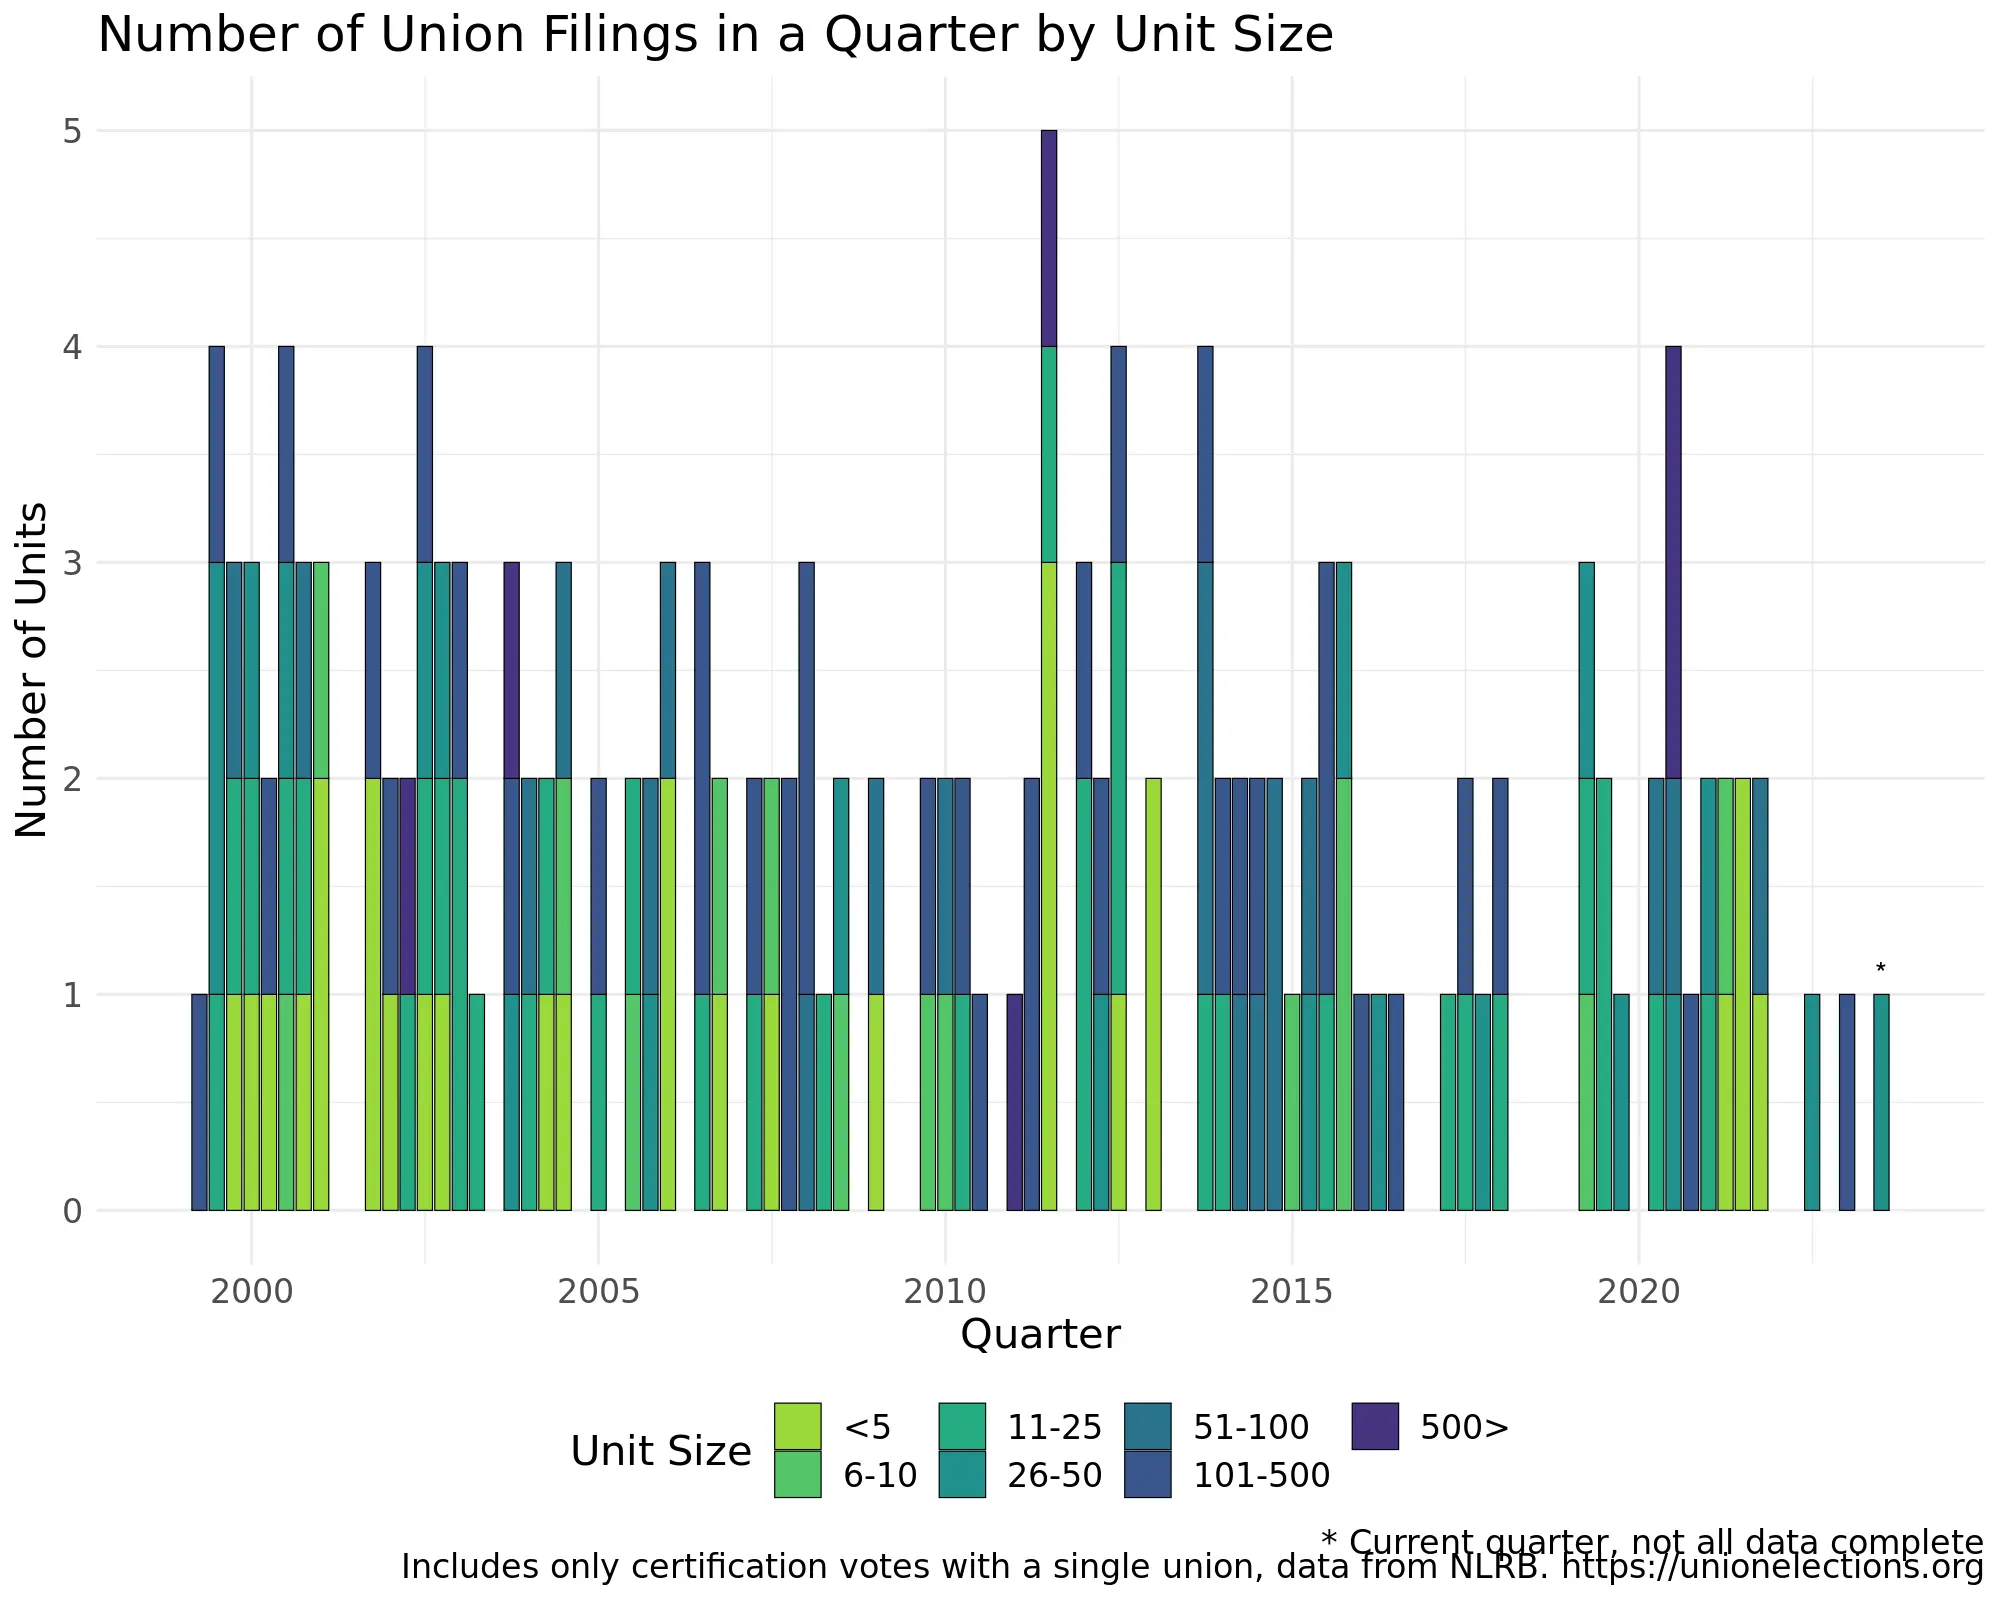 Number of Union Filings in a Quarter by Unit Size
Number of Units
5
4
3
2
1
0
*
2000 2005 2010 2015 2020
Quarter
Unit Size
<5 11-25 51-100 500>
6-10 26-50 101-500
* Current quarter, not all data complete
Includes only certification votes with a single union, data from NLRB. https://unionelections.org